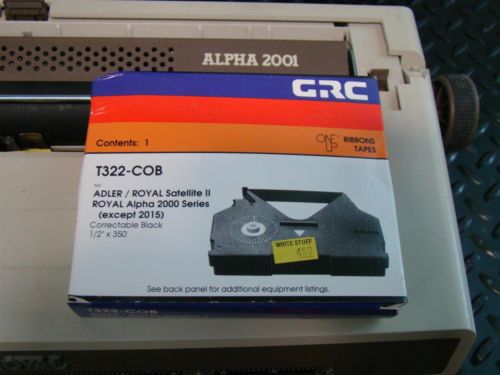 ALPHA 2001
GRC
Contents: 1
RIBBONS
TAPES
T322-COB
for
ADLER / ROYAL Satellite II
ROYAL Alpha 2000 Series
(except 2015)
Correctable Black
1/2" x 350'
WRITE STUFF
450
See back panel for additional equipment listings.
T322-COB